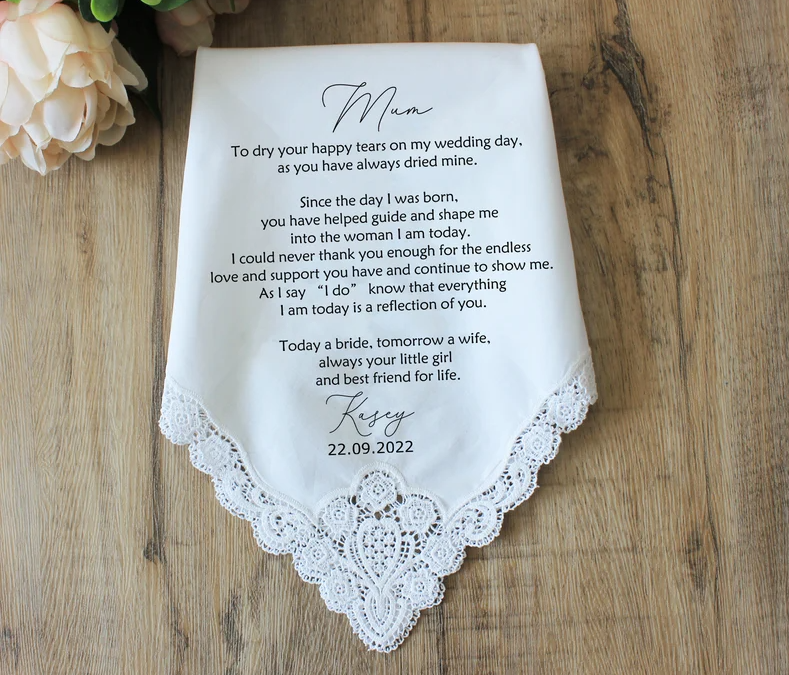 Mum
To dry your happy tears on my wedding day,
as you have always dried mine.
Since the day I was born,
you have helped guide and shape me
into the woman I am today.
I could never thank you enough for the endless
love and support you have and continue to show me.
As I say “I do” know that everything
I am today is a reflection of you.
Today a bride, tomorrow a wife,
always your little girl
and best friend for life.
Kasey
22.09.2022